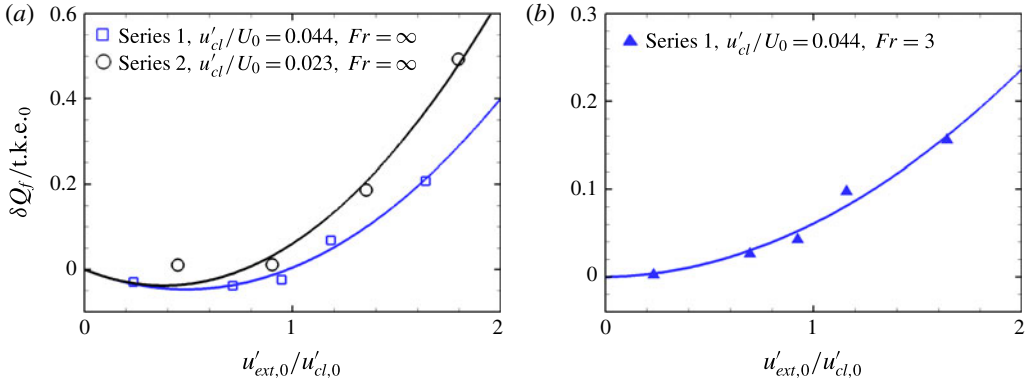 (a)
0.6
Series 1, u′cl/U0 = 0.044, Fr = ∞
Series 2, u′cl/U0 = 0.023, Fr = ∞
0.4
0.2
0
δQf/t.k.e.0
0 1 2
u′ext,0/u′cl,0
(b)
0.3
Series 1, u′cl/U0 = 0.044, Fr = 3
0.2
0.1
0
0 1 2
u′ext,0/u′cl,0